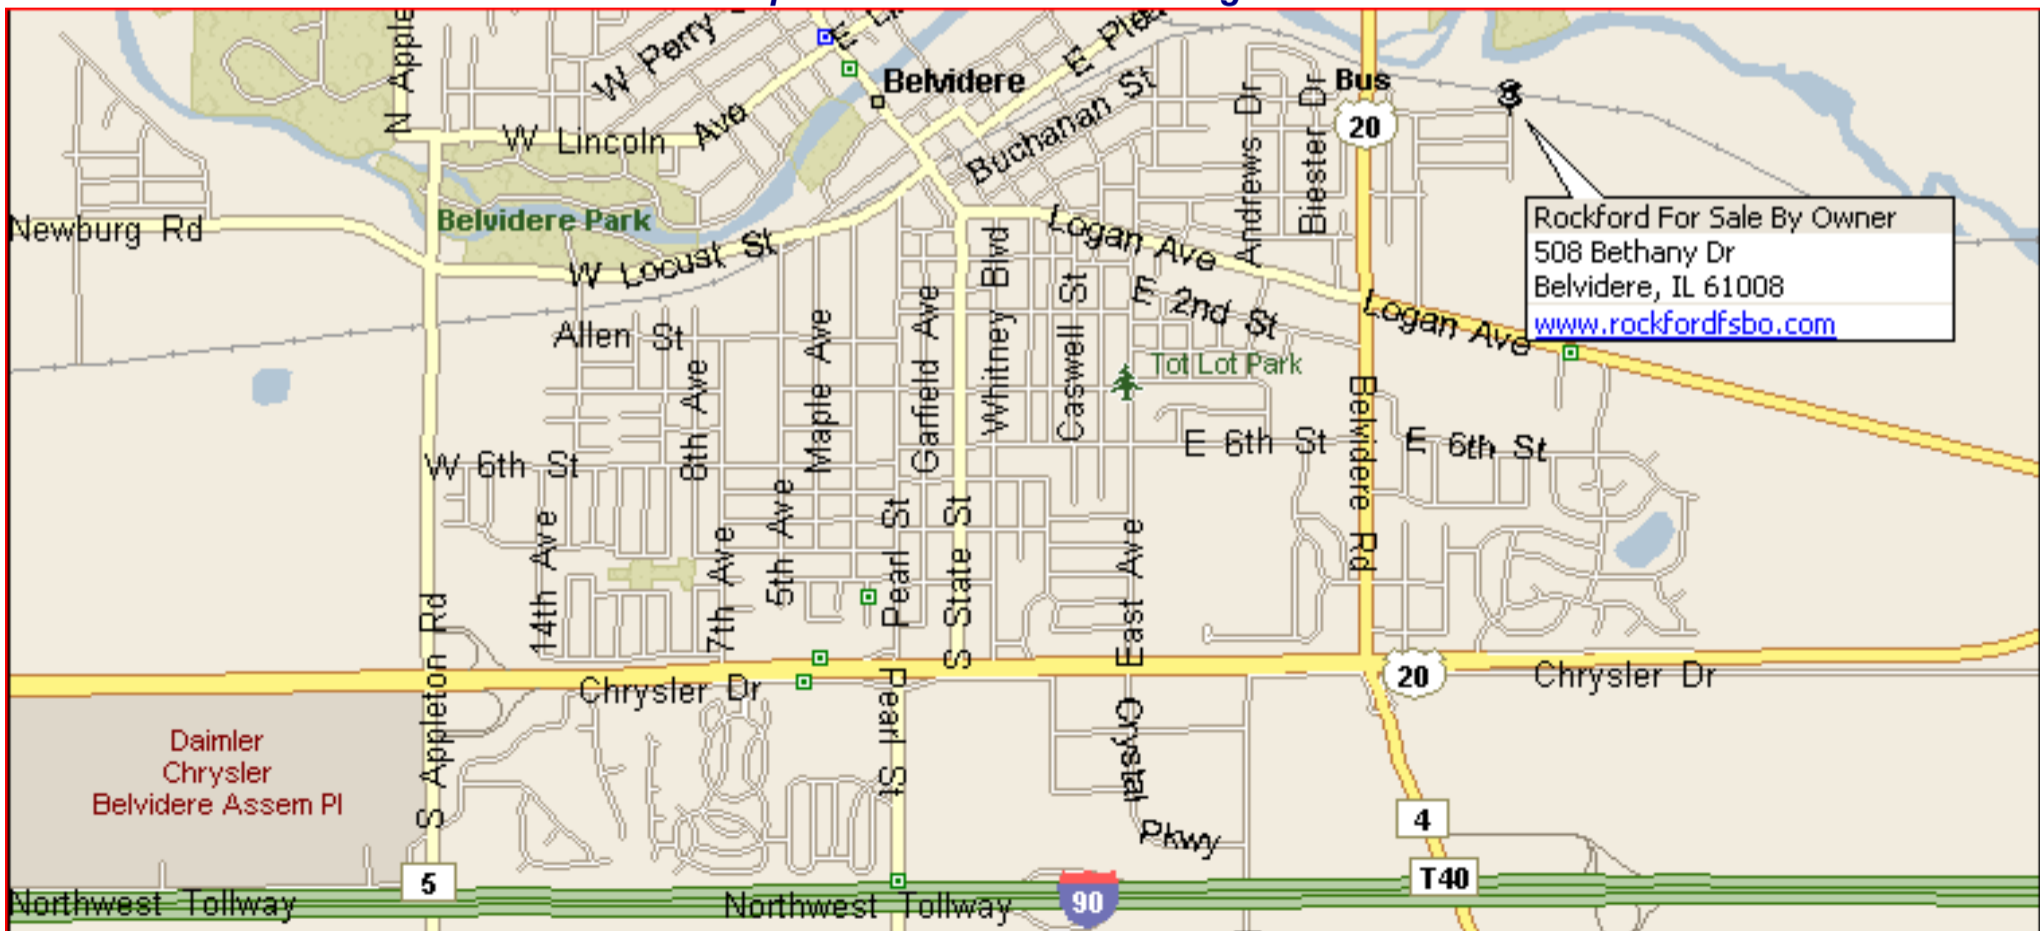 N Apple
W Perry
E Li
E Plea
Belvidere
Bus
20
W Lincoln Ave
Buchanan St
Andrews Dr
Biester Dr
Newburg Rd
Belvidere Park
W Locust St
Logan Ave
Rockford For Sale By Owner
508 Bethany Dr
Belvidere, IL 61008
www.rockfordfsbo.com
Allen St
8th Ave
Maple Ave
Garfield Ave
Whitney Blvd
Caswell St
E 2nd St
Logan Ave
Tot Lot Park
W 6th St
E 6th St
Belvidere Rd
E 6th St
14th Ave
7th Ave
5th Ave
Pearl St
S State St
East Ave
S Appleton Rd
Chrysler Dr
Pearl St
Crystal Pkwy
20
Chrysler Dr
Daimler
Chrysler
Belvidere Assem Pl
4
5
T40
Northwest Tollway
Northwest Tollway
90